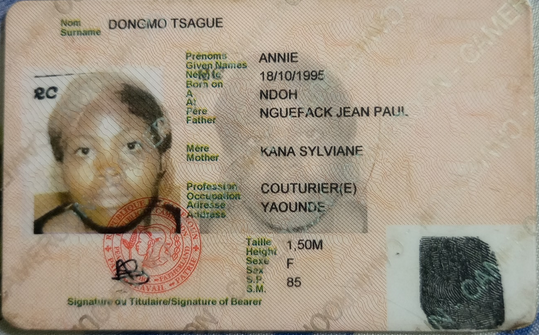 Nom DONGMO TSAGUE
Surname
Prénoms ANNIE
Given Names
Né(e) le 18/10/1995
Born on
A NDOH
At
Père NGUEFACK JEAN PAUL
Father
Mère KANA SYLVIANE
Mother
Profession COUTURIER(E)
Occupation
Adresse YAOUNDE
Address
Taille 1,50M
Height
Sexe F
Sex
S.P. 85
S.M.
Signature du Titulaire/Signature of Bearer